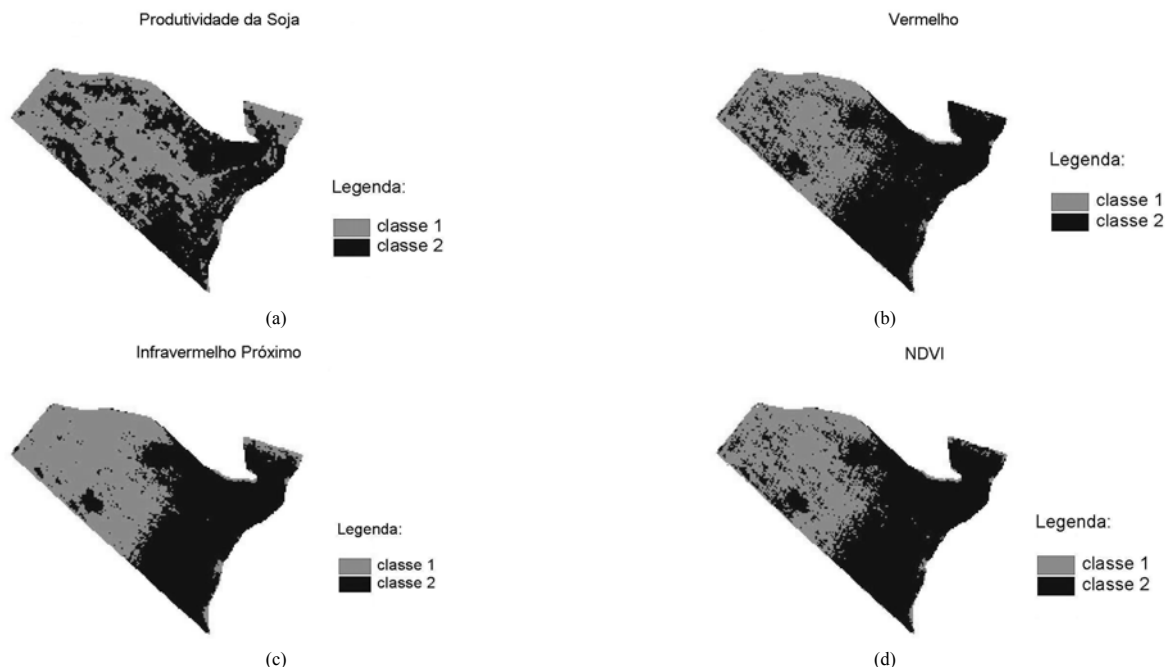 Produtividade da Soja
Legenda:
classe 1
classe 2
(a)
Vermelho
Legenda:
classe 1
classe 2
(b)
Infravermelho Próximo
Legenda:
classe 1
classe 2
(c)
NDVI
Legenda:
classe 1
classe 2
(d)